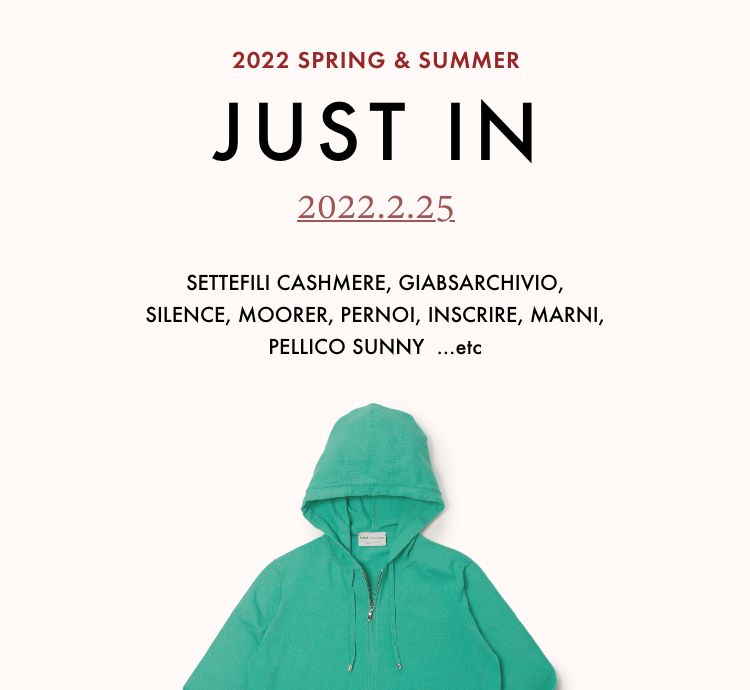 2022 SPRING & SUMMER
JUST IN
2022.2.25
SETTEFILI CASHMERE, GIABSARCHIVIO,
SILENCE, MOORER, PERNOI, INSCRIRE, MARNI,
PELLICO SUNNY ...etc